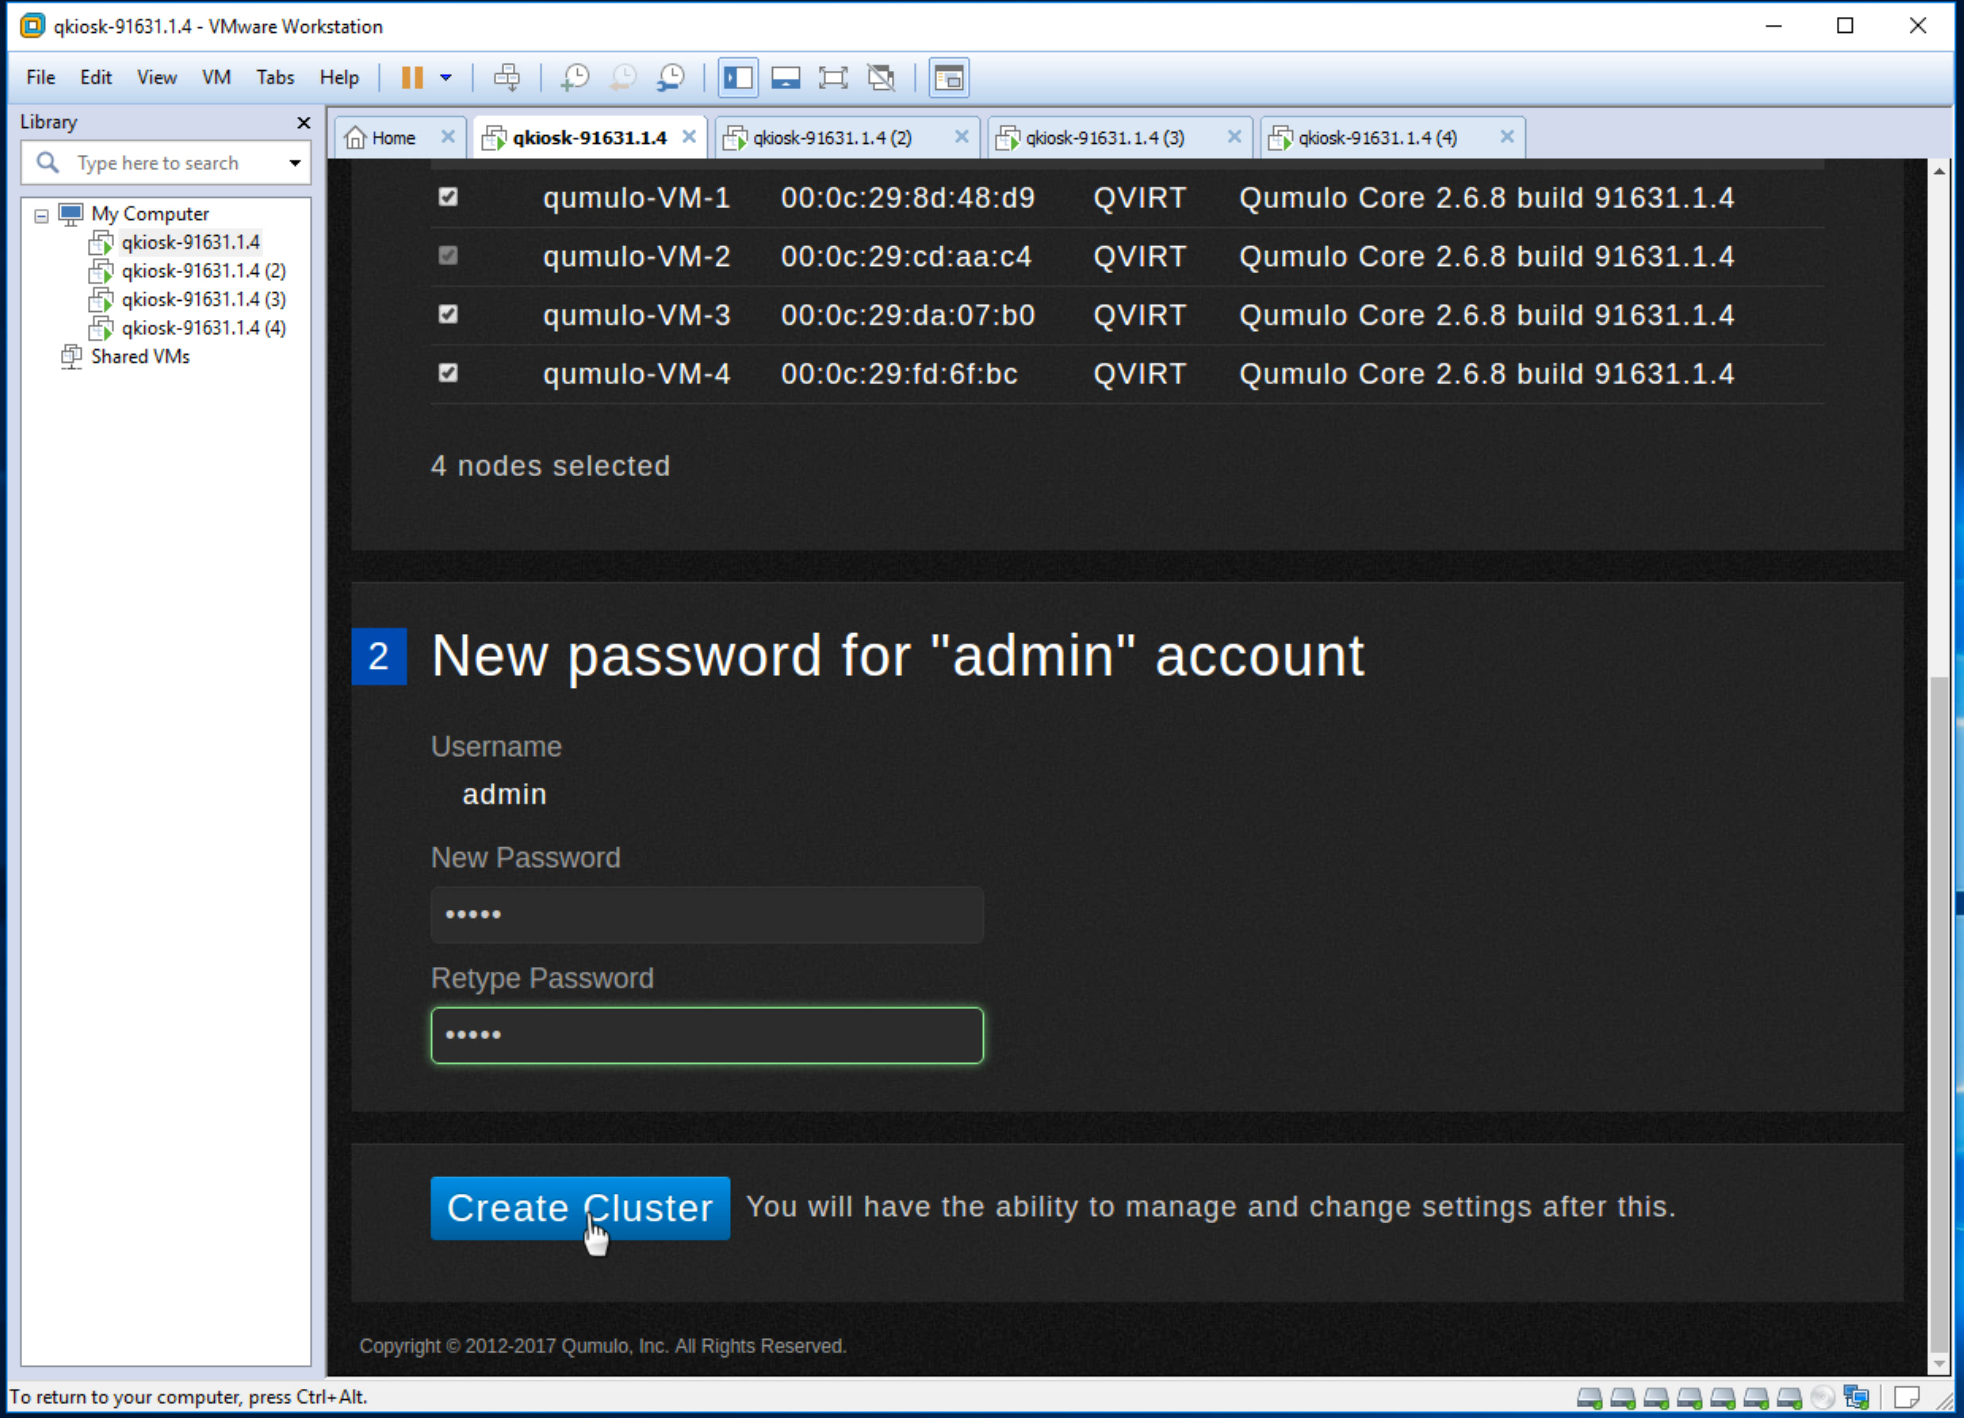 qkiosk-91631.1.4 - VMware Workstation
File Edit View VM Tabs Help
Library
Type here to search
My Computer
qkiosk-91631.1.4
qkiosk-91631.1.4 (2)
qkiosk-91631.1.4 (3)
qkiosk-91631.1.4 (4)
Shared VMs
Home qkiosk-91631.1.4 qkiosk-91631.1.4 (2) qkiosk-91631.1.4 (3) qkiosk-91631.1.4 (4)
qumulo-VM-1 00:0c:29:8d:48:d9 QVIRT Qumulo Core 2.6.8 build 91631.1.4
qumulo-VM-2 00:0c:29:cd:aa:c4 QVIRT Qumulo Core 2.6.8 build 91631.1.4
qumulo-VM-3 00:0c:29:da:07:b0 QVIRT Qumulo Core 2.6.8 build 91631.1.4
qumulo-VM-4 00:0c:29:fd:6f:bc QVIRT Qumulo Core 2.6.8 build 91631.1.4
4 nodes selected
2 New password for "admin" account
Username
admin
New Password
•••••
Retype Password
•••••
Create Cluster You will have the ability to manage and change settings after this.
Copyright © 2012-2017 Qumulo, Inc. All Rights Reserved.
To return to your computer, press Ctrl+Alt.